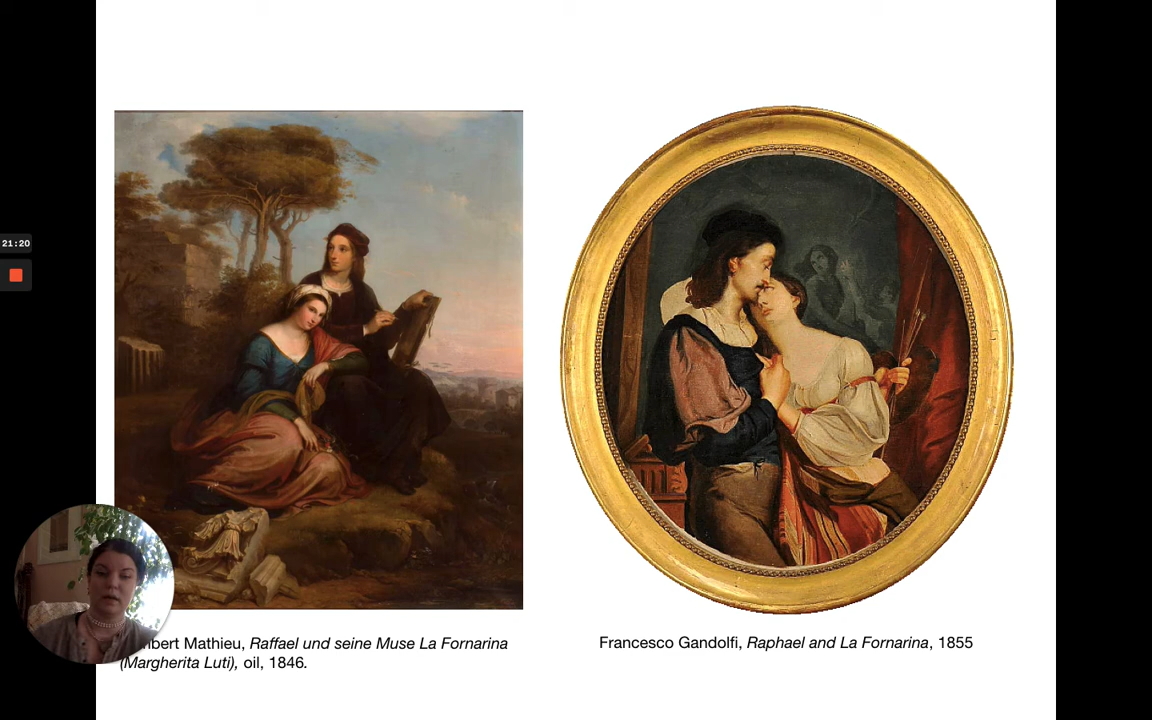 21:20
Mathieu, Raffael und seine Muse La Fornarina
(Margherita Luti), oil, 1846.
Francesco Gandolfi, Raphael and La Fornarina, 1855